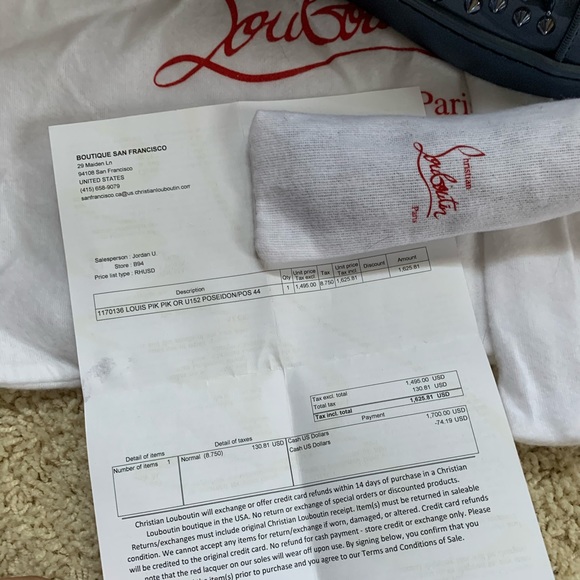 Louboutin
Paris
Christian
Louboutin
Paris
BOUTIQUE SAN FRANCISCO
29 Maiden Ln
94108 San Francisco
UNITED STATES
(415) 658-9079
sanfrancisco.ca@us.christianlouboutin.com
Salesperson : Jordan U.
Store : B94
Price list type : RHUSD
Description Qty Unit price Tax excl. Tax Unit price Tax incl. Discount Amount
1170136 LOUIS PIK PIK OR U152 POSEIDON/POS 44 1 1,495.00 8.750 1,625.81 1,625.81
Tax excl. total 1,495.00 USD
Total tax 130.81 USD
Tax incl. total 1,625.81 USD
Detail of items Detail of taxes Payment
Number of items 1 Normal (8.750) 130.81 USD Cash US Dollars 1,700.00 USD
Cash US Dollars -74.19 USD
Christian Louboutin will exchange or offer credit card refunds within 14 days of purchase in a Christian
Louboutin boutique in the USA. No return or exchange of special orders or discounted products.
Returns/exchanges must include original Christian Louboutin receipt. Item(s) must be returned in saleable
condition. We cannot accept any items for return/exchange if worn, damaged, or altered. Credit card refunds
will be credited to the original credit card. No refund for cash payment - store credit or exchange only. Please
note that the red lacquer on our soles will wear off upon use. By signing below, you confirm that you
item(s) prior to purchase and you agree to our Terms and Conditions of Sale.